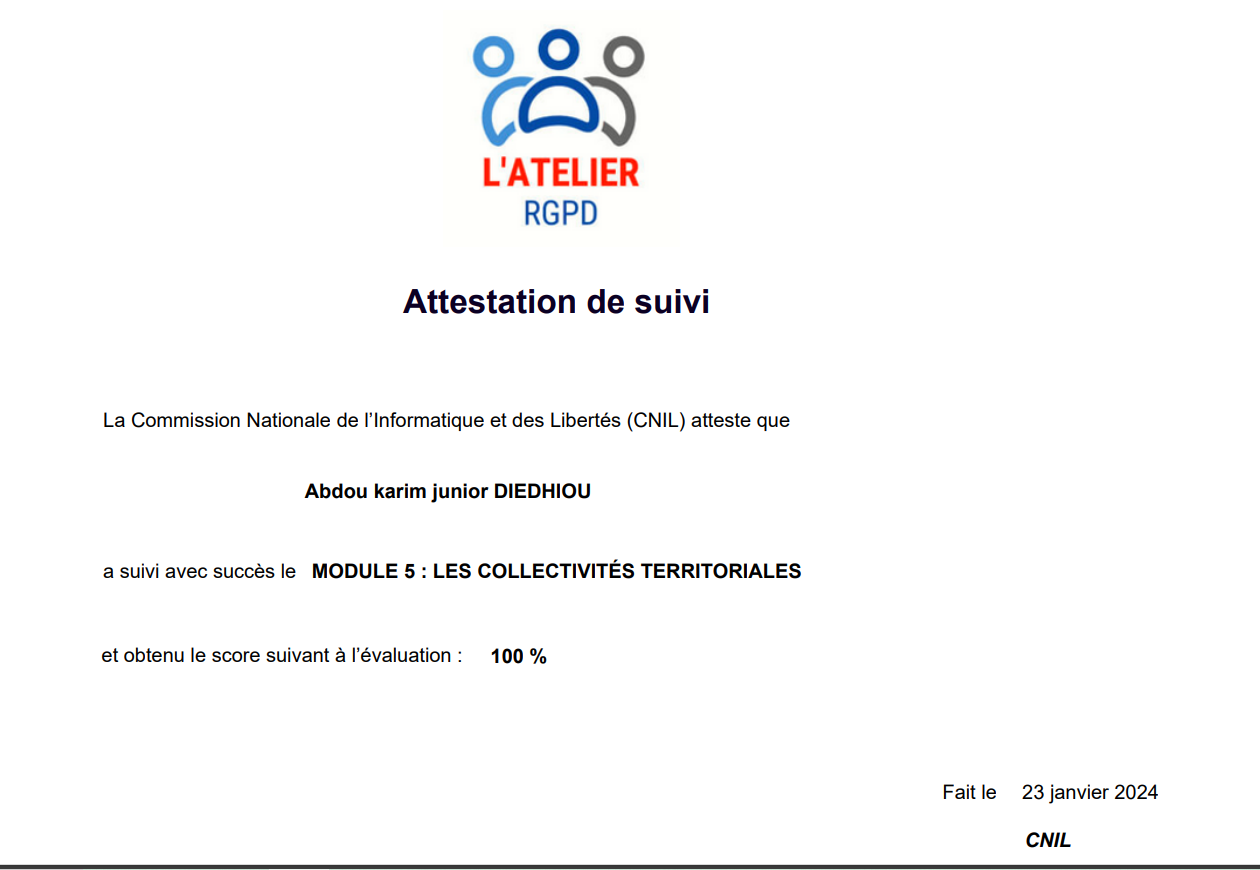 L'ATELIER
RGPD
Attestation de suivi
La Commission Nationale de l’Informatique et des Libertés (CNIL) atteste que
Abdou karim junior DIEDHIOU
a suivi avec succès le MODULE 5 : LES COLLECTIVITÉS TERRITORIALES
et obtenu le score suivant à l’évaluation : 100 %
Fait le 23 janvier 2024
CNIL